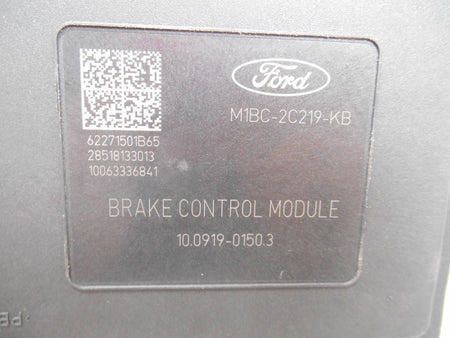 Ford
M1BC-2C219-KB
62271501B65
28518133013
10063336841
BRAKE CONTROL MODULE
10.0919-0150.3